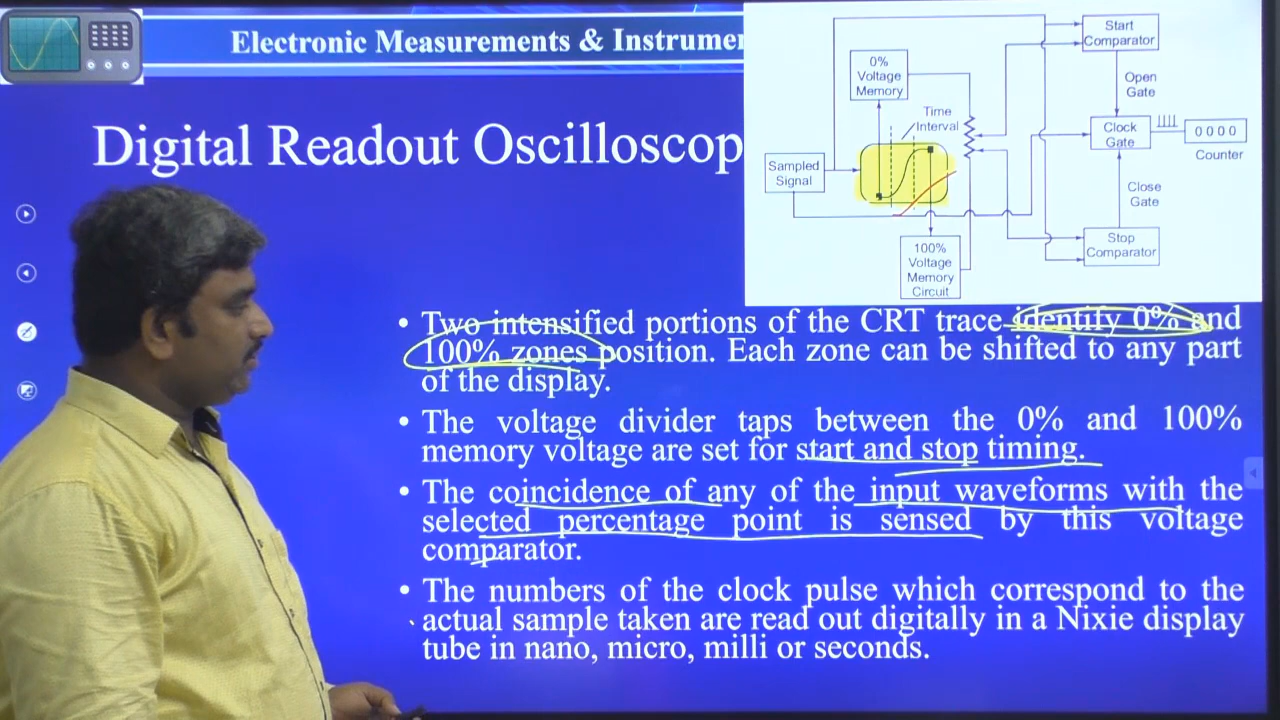 Electronic Measurements & Instrumen
Digital Readout Oscilloscop
Start
Comparator
0%
Voltage
Memory
Open
Gate
Time
Interval
Clock
Gate
0 0 0 0
Counter
Sampled
Signal
Close
Gate
100%
Voltage
Memory
Circuit
Stop
Comparator
• Two intensified portions of the CRT trace identify 0% and
100% zones position. Each zone can be shifted to any part
of the display.
• The voltage divider taps between the 0% and 100%
memory voltage are set for start and stop timing.
• The coincidence of any of the input waveforms with the
selected percentage point is sensed by this voltage
comparator.
• The numbers of the clock pulse which correspond to the
actual sample taken are read out digitally in a Nixie display
tube in nano, micro, milli or seconds.